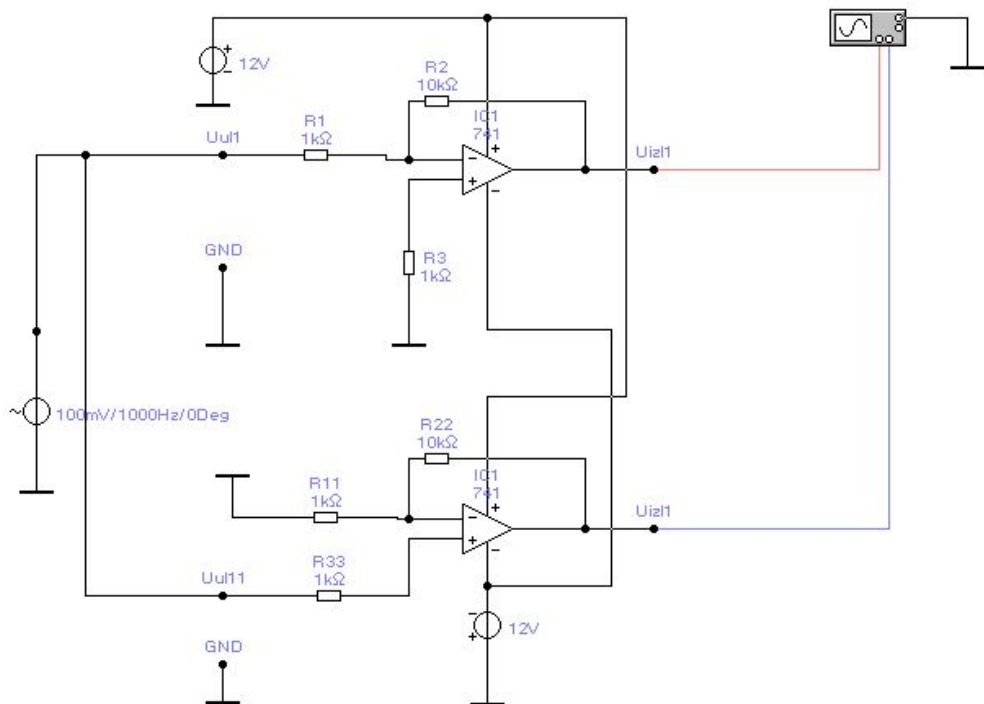 12V
R2
10kΩ
IC1
741
R1
1kΩ
Uul1
Uizl1
GND
R3
1kΩ
100mV/1000Hz/0Deg
R22
10kΩ
IC1
741
R11
1kΩ
Uizl1
R33
1kΩ
Uul11
12V
GND